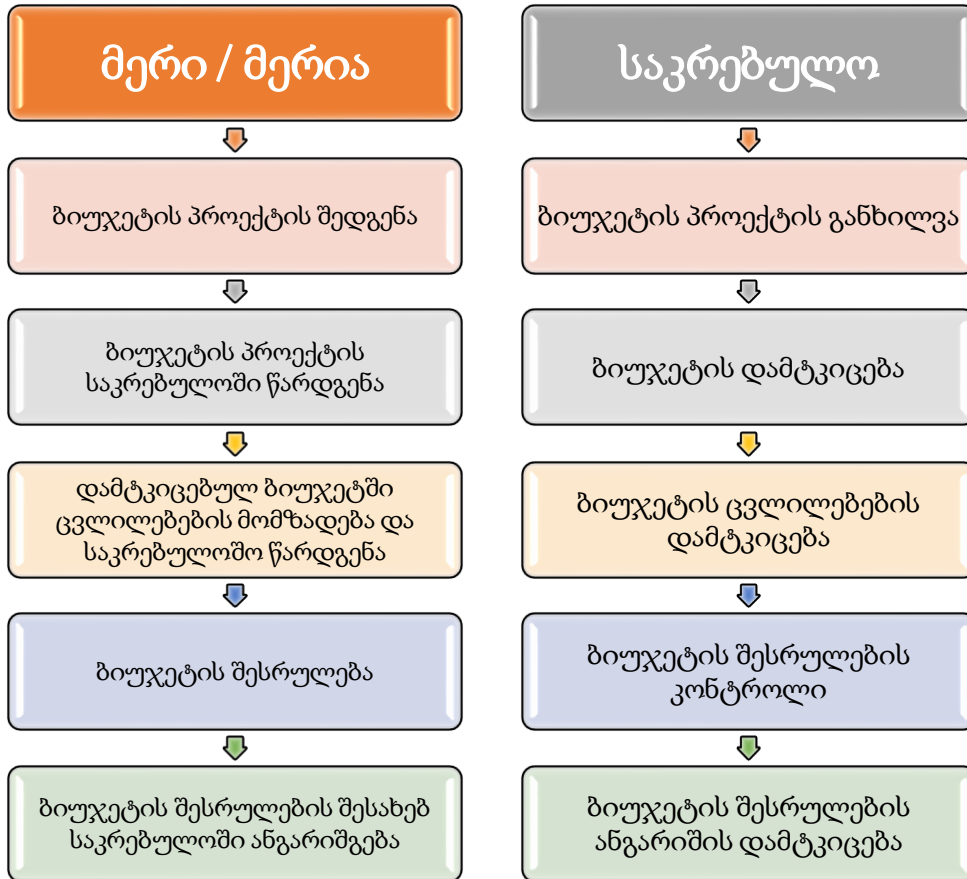 მერი / მერია
ბიუჯეტის პროექტის შედგენა
ბიუჯეტის პროექტის
საკრებულოში წარდგენა
დამტკიცებულ ბიუჯეტში
ცვლილებების მომზადება და
საკრებულოშო წარდგენა
ბიუჯეტის შესრულება
ბიუჯეტის შესრულების შესახებ
საკრებულოში ანგარიშგება
საკრებულო
ბიუჯეტის პროექტის განხილვა
ბიუჯეტის დამტკიცება
ბიუჯეტის ცვლილებების
დამტკიცება
ბიუჯეტის შესრულების
კონტროლი
ბიუჯეტის შესრულების
ანგარიშის დამტკიცება